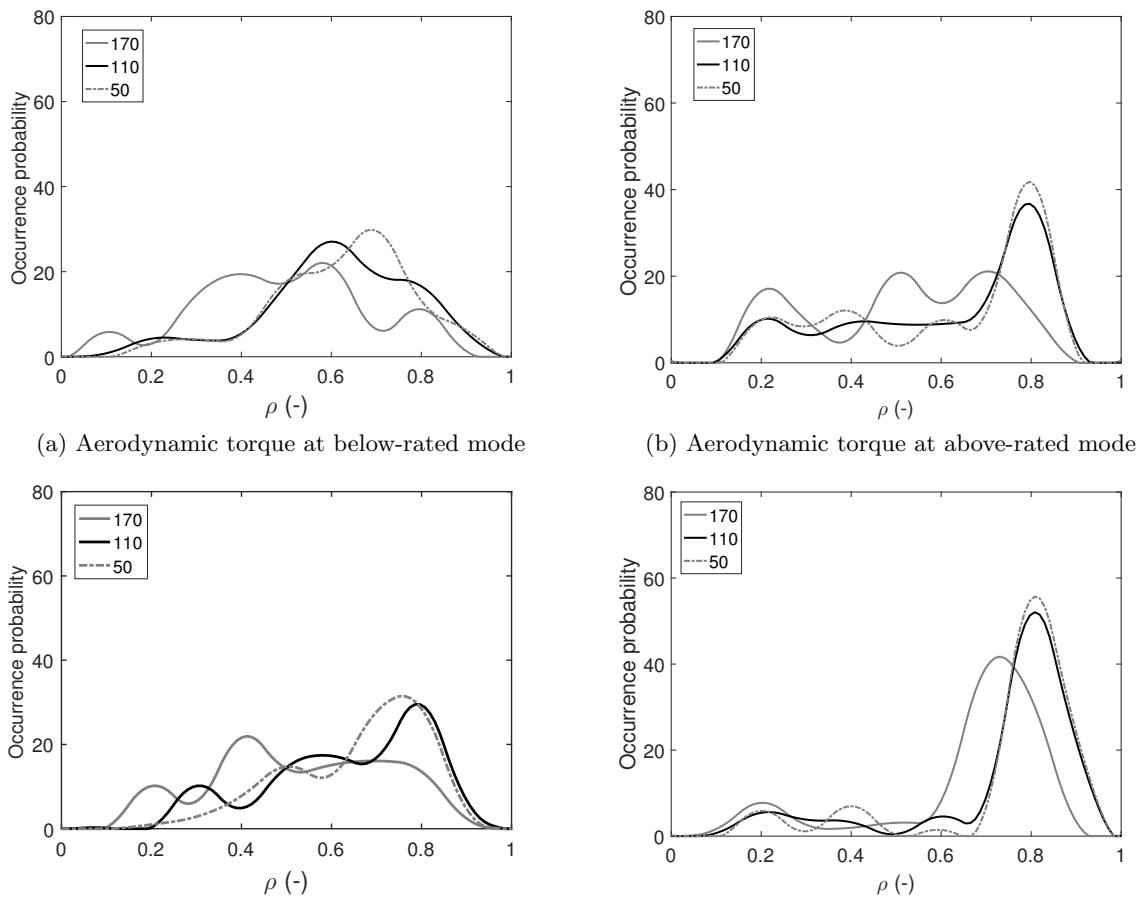 80
60
40
20
0
Occurrence probability
170
110
50
0 0.2 0.4 0.6 0.8 1
ρ (-)
(a) Aerodynamic torque at below-rated mode
80
60
40
20
0
Occurrence probability
170
110
50
0 0.2 0.4 0.6 0.8 1
ρ (-)
(b) Aerodynamic torque at above-rated mode
80
60
40
20
0
Occurrence probability
170
110
50
0 0.2 0.4 0.6 0.8 1
ρ (-)
80
60
40
20
0
Occurrence probability
170
110
50
0 0.2 0.4 0.6 0.8 1
ρ (-)